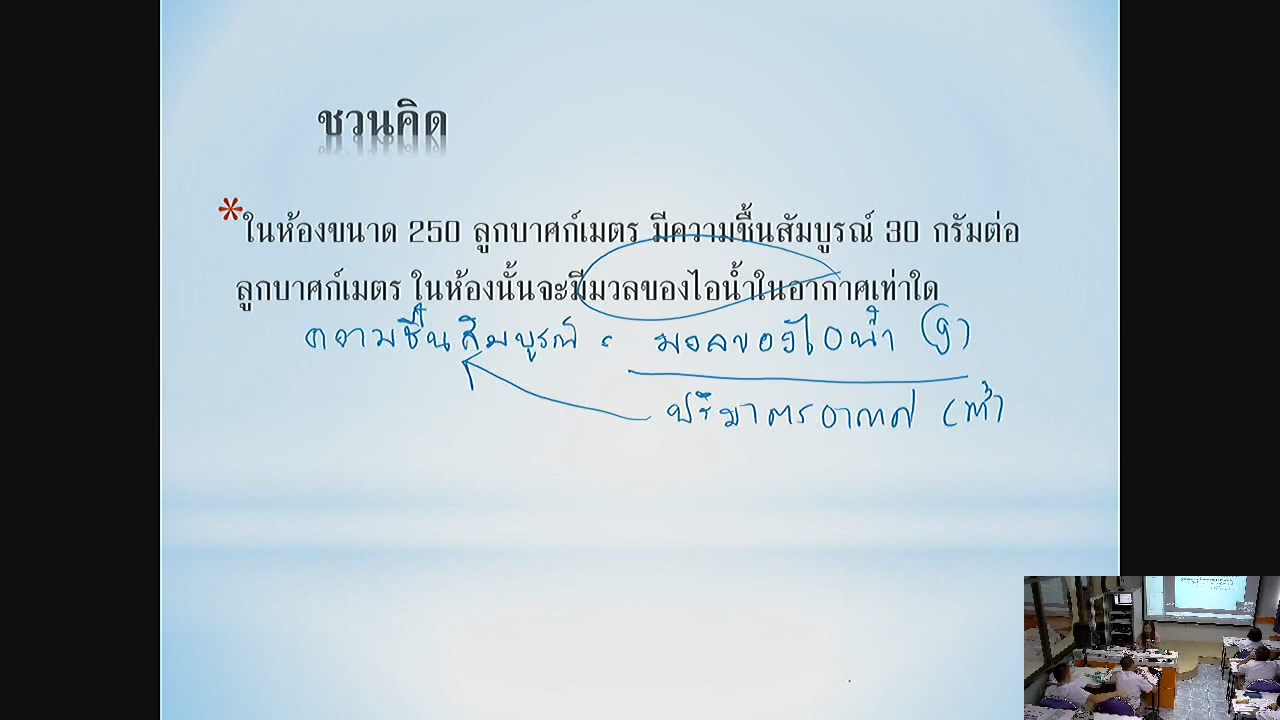 ชวนคิด
*ในห้องขนาด 250 ลูกบาศก์เมตร มีความชื้นสัมบูรณ์ 30 กรัมต่อ
ลูกบาศก์เมตร ในห้องนั้นจะมีมวลของไอน้ำในอากาศเท่าใด
ความชื้นสัมบูรณ์ = มวลของไอน้ำ (g)
ปริมาตรอากาศ